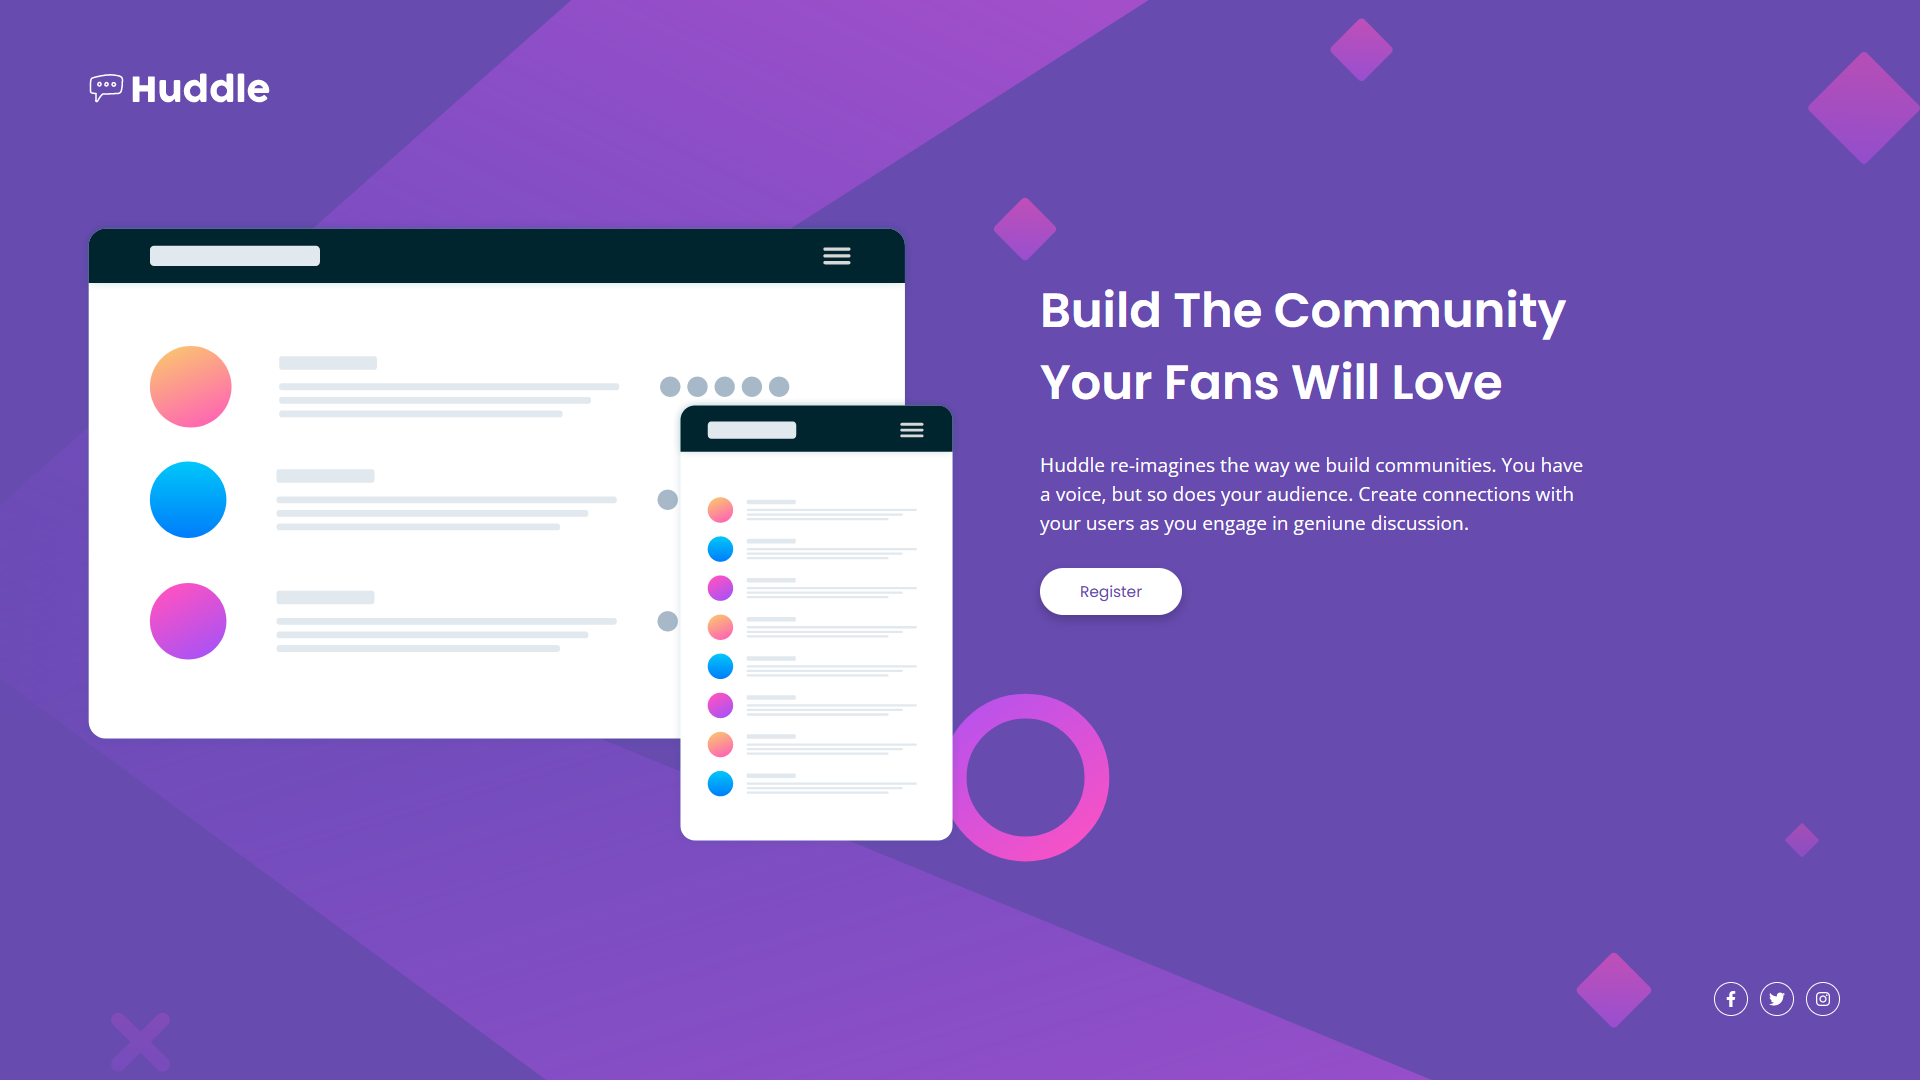 Huddle
Build The Community
Your Fans Will Love
Huddle re-imagines the way we build communities. You have
a voice, but so does your audience. Create connections with
your users as you engage in geniune discussion.
Register